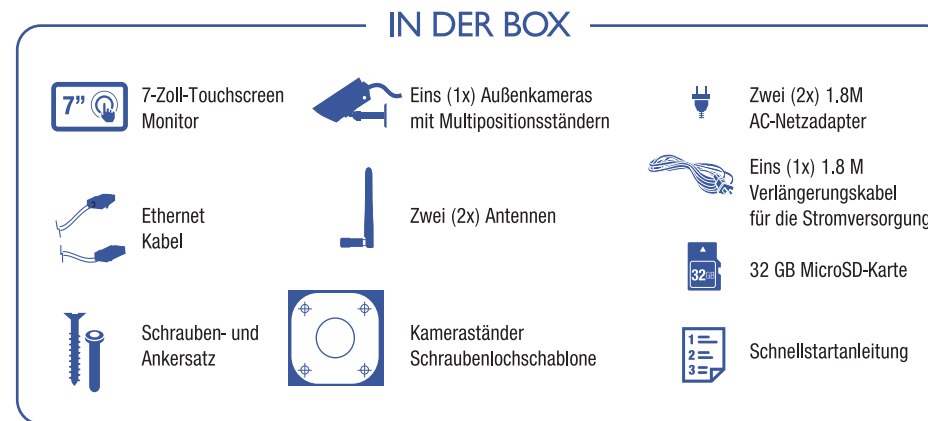 IN DER BOX
7"
7-Zoll-Touchscreen
Monitor
Eins (1x) Außenkameras
mit Multipositionsständern
Zwei (2x) 1.8M
AC-Netzadapter
Ethernet
Kabel
Zwei (2x) Antennen
Eins (1x) 1.8 M
Verlängerungskabel
für die Stromversorgung
32GB
32 GB MicroSD-Karte
Schrauben- und
Ankersatz
Kameraständer
Schraubenlochschablone
1
2
3
Schnellstartanleitung